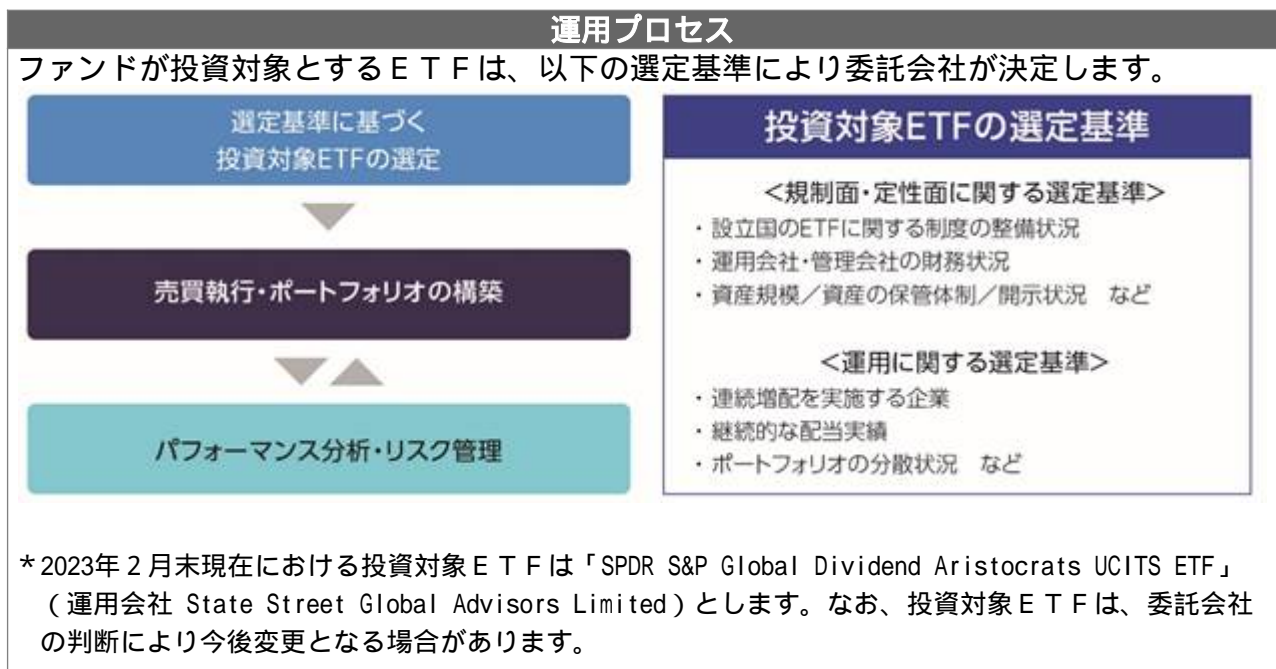 運用プロセス
ファンドが投資対象とするＥＴＦは、以下の選定基準により委託会社が決定します。
選定基準に基づく
投資対象ETFの選定
売買執行・ポートフォリオの構築
パフォーマンス分析・リスク管理
投資対象ETFの選定基準
＜規制面・定性面に関する選定基準＞
・設立国のETFに関する制度の整備状況
・運用会社・管理会社の財務状況
・資産規模／資産の保管体制／開示状況　など
＜運用に関する選定基準＞
・連続増配を実施する企業
・継続的な配当実績
・ポートフォリオの分散状況　など
＊2023年２月末現在における投資対象ＥＴＦは「SPDR S&P Global Dividend Aristocrats UCITS ETF」
（運用会社 State Street Global Advisors Limited）とします。なお、投資対象ＥＴＦは、委託会社
の判断により今後変更となる場合があります。